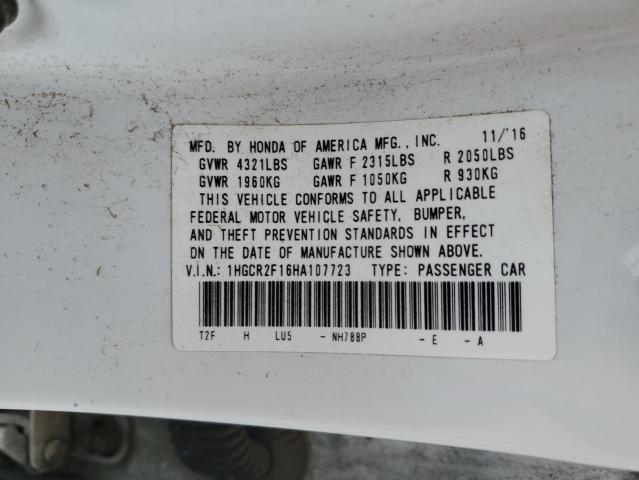 MFD. BY HONDA OF AMERICA MFG., INC. 11/'16
GVWR 4321LBS GAWR F 2315LBS R 2050LBS
GVWR 1960KG GAWR F 1050KG R 930KG
THIS VEHICLE CONFORMS TO ALL APPLICABLE
FEDERAL MOTOR VEHICLE SAFETY, BUMPER,
AND THEFT PREVENTION STANDARDS IN EFFECT
ON THE DATE OF MANUFACTURE SHOWN ABOVE.
V.I.N.: 1HGCR2F16HA107723 TYPE: PASSENGER CAR
T2F H LU5 - NH788P - E - A